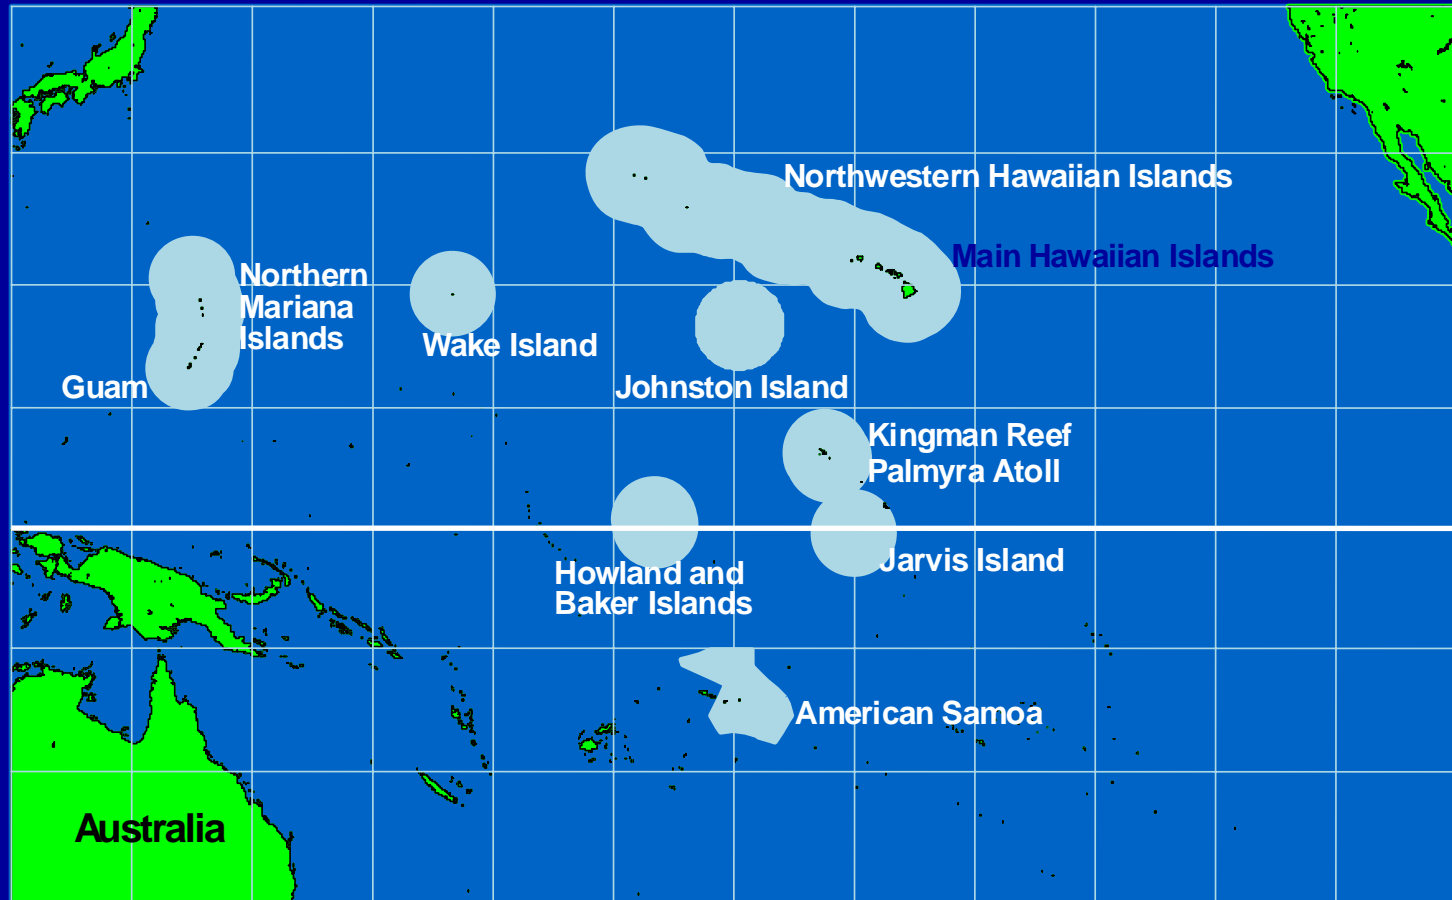 Northwestern Hawaiian Islands
Main Hawaiian Islands
Northern
Mariana
Islands
Wake Island
Guam
Johnston Island
Kingman Reef
Palmyra Atoll
Howland and
Baker Islands
Jarvis Island
American Samoa
Australia